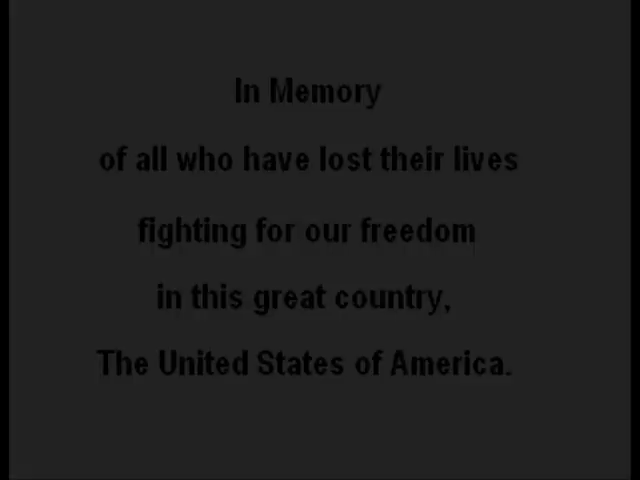 In Memory
of all who have lost their lives
fighting for our freedom
in this great country,
The United States of America.